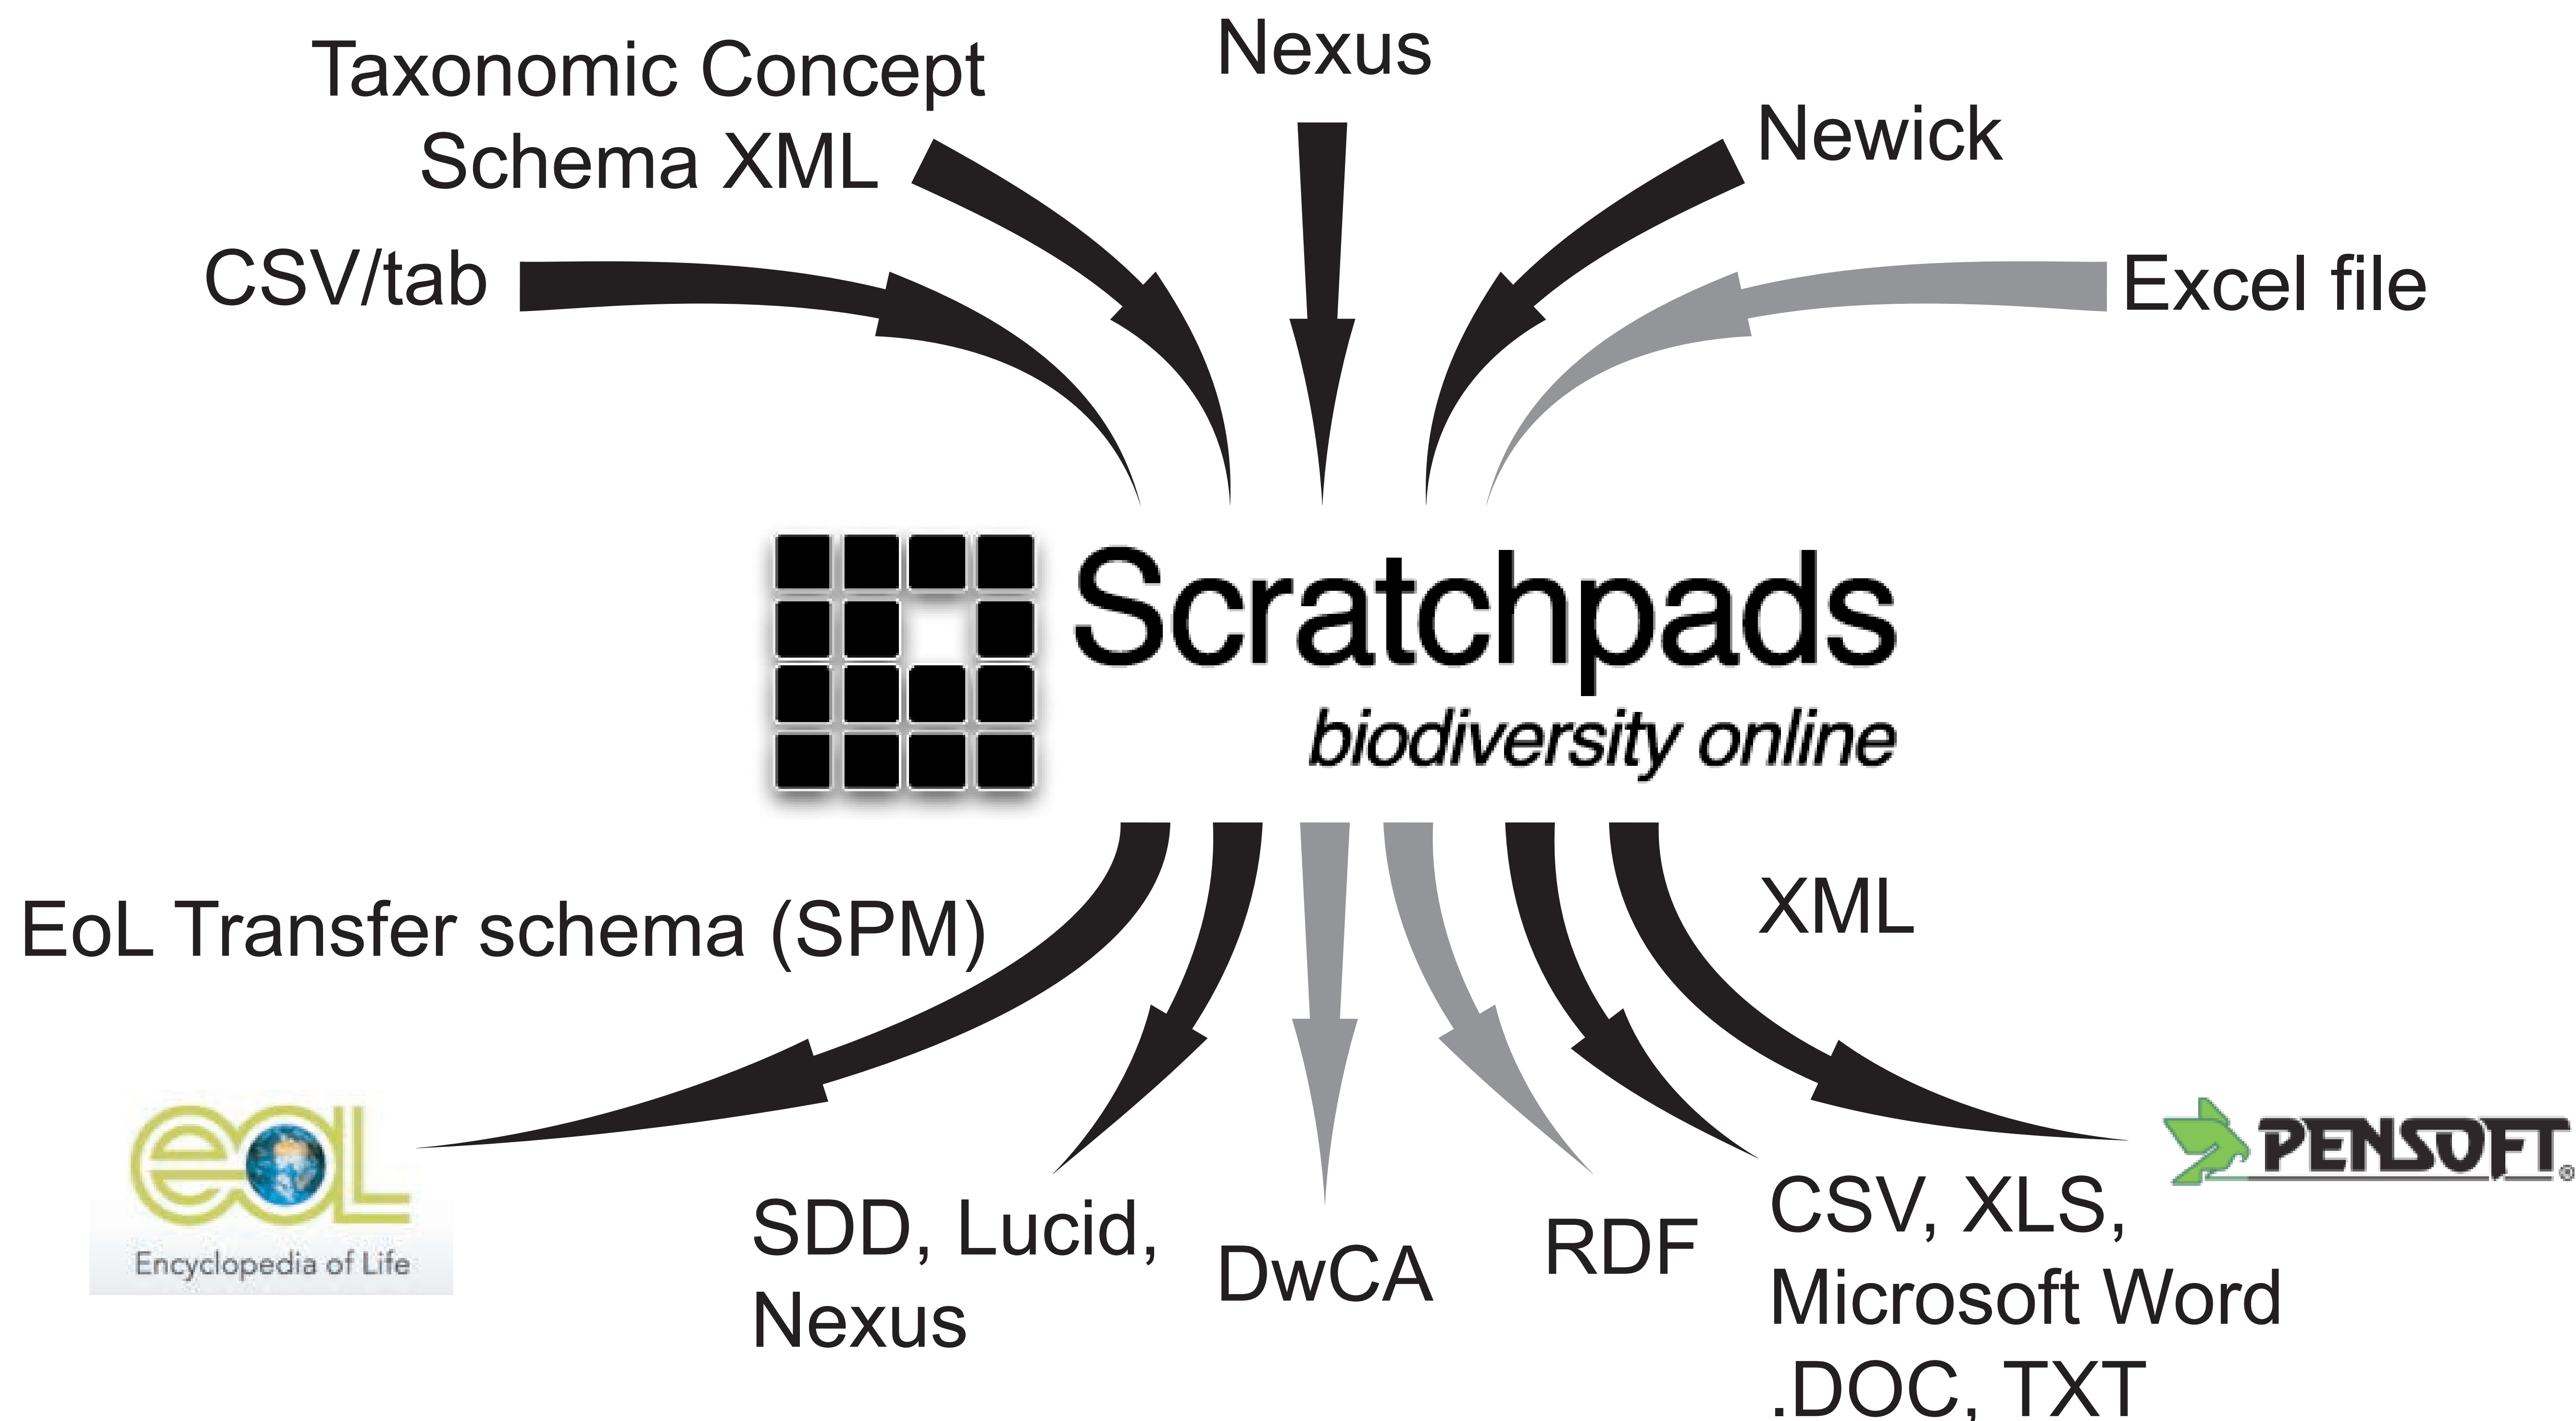 Nexus
Taxonomic Concept
Schema XML
Newick
CSV/tab
Excel file
Scratchpads
biodiversity online
XML
EoL Transfer schema (SPM)
eOL
Encyclopedia of Life
PENSOFT®
SDD, Lucid,
Nexus
DwCA
RDF
CSV, XLS,
Microsoft Word
.DOC, TXT